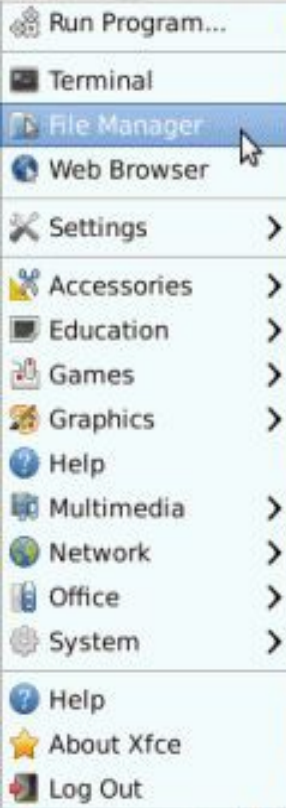 Run Program...
Terminal
File Manager
Web Browser
Settings
Accessories
Education
Games
Graphics
Help
Multimedia
Network
Office
System
Help
About Xfce
Log Out